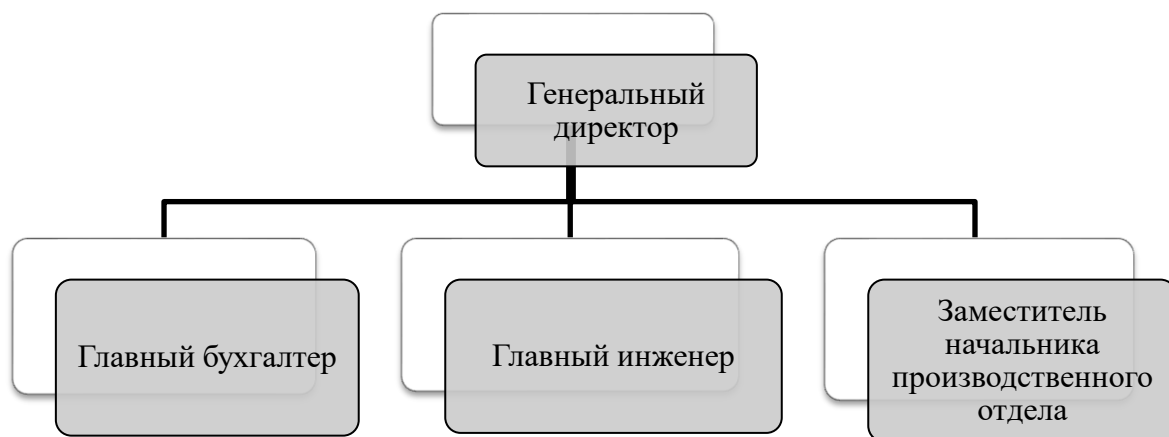 Генеральный
директор
Главный бухгалтер
Главный инженер
Заместитель
начальника
производственного
отдела